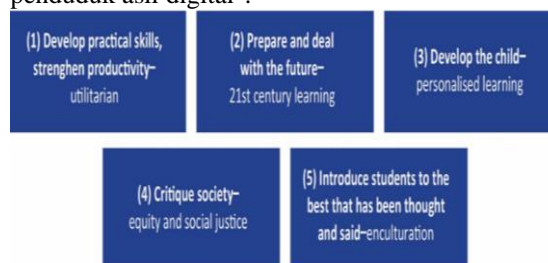 penduduk asli digital".
(1) Develop practical skills,
strenghen productivity–
utilitarian
(2) Prepare and deal
with the future–
21st century learning
(3) Develop the child–
personalised learning
(4) Critique society–
equity and social justice
(5) Introduce students to the
best that has been thought
and said–enculturation